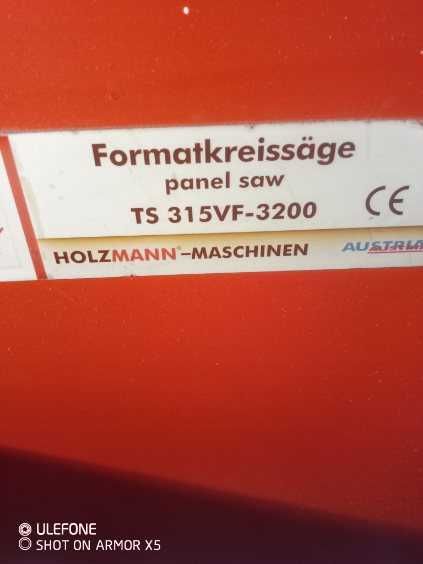 Formatkreissäge
panel saw
TS 315VF-3200
CE
HOLZMANN®-MASCHINEN AUSTRIA
ULEFONE
SHOT ON ARMOR X5